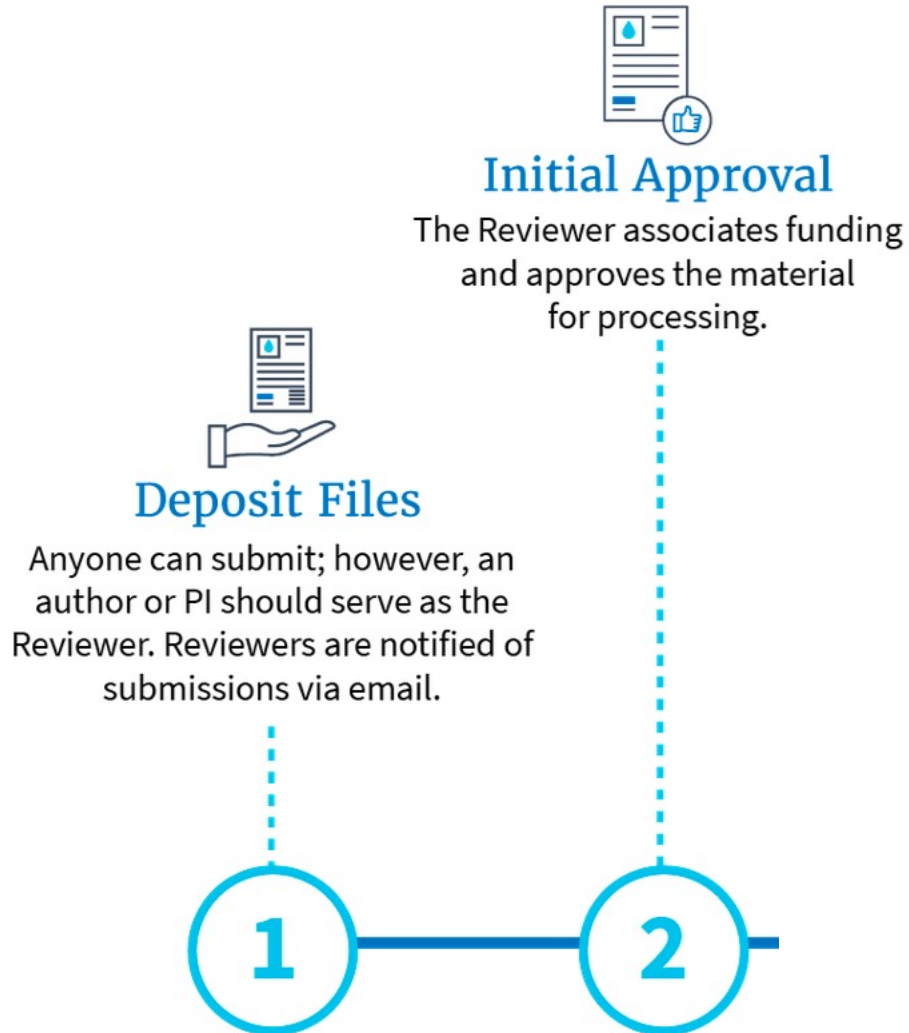 Initial Approval
The Reviewer associates funding
and approves the material
for processing.
Deposit Files
Anyone can submit; however, an
author or PI should serve as the
Reviewer. Reviewers are notified of
submissions via email.
1
2